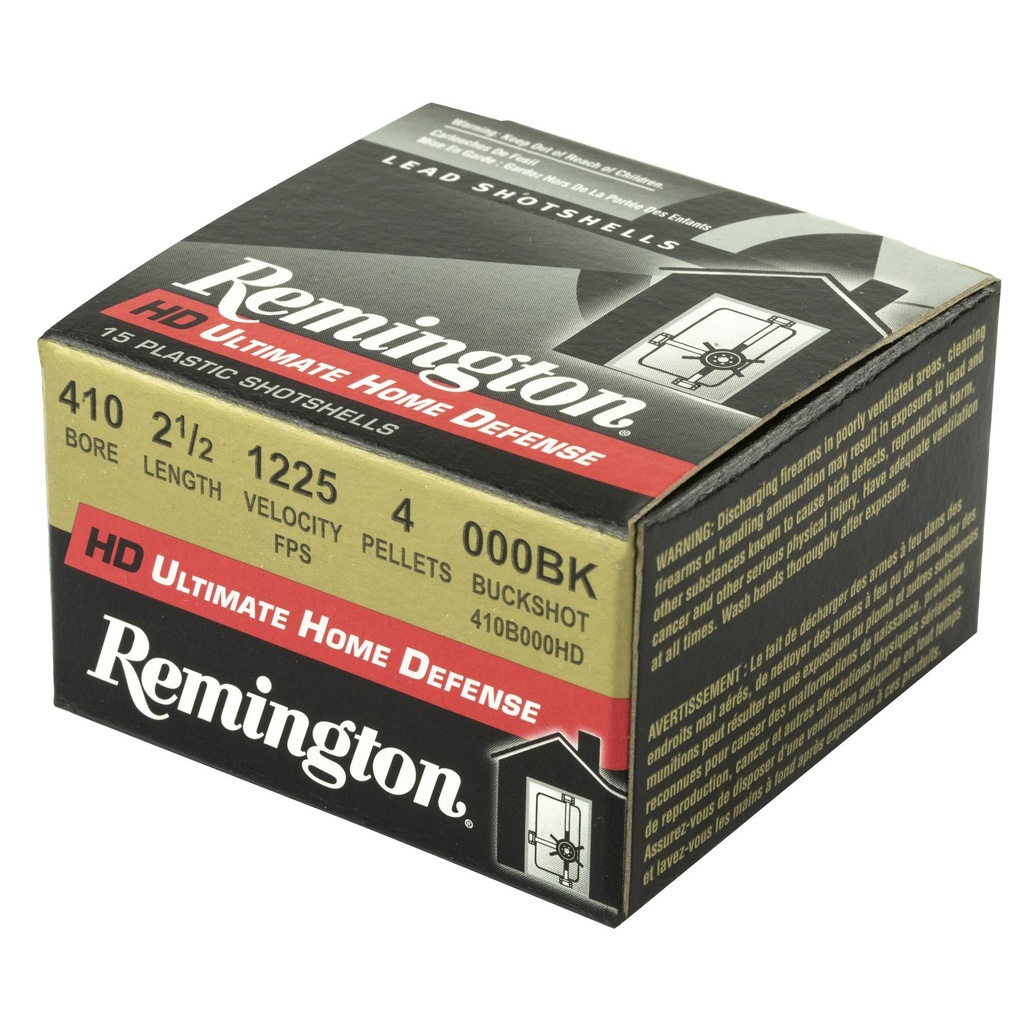 Warning: Keep Out of Reach of Children.
Cartouches De Fusil
Mise En Garde : Gardez Hors De La Portée Des Enfants
LEAD SHOTSHELLS
Remington®
HD ULTIMATE HOME DEFENSE
15 PLASTIC SHOTSHELLS
410
BORE
2 1/2
LENGTH
1225
VELOCITY
FPS
4
PELLETS
000BK
BUCKSHOT
410B000HD
HD ULTIMATE HOME DEFENSE
Remington®
WARNING: Discharging firearms in poorly ventilated areas, cleaning
firearms or handling ammunition may result in exposure to lead and
other substances known to cause birth defects, reproductive harm,
cancer and other serious physical injury. Have adequate ventilation
at all times. Wash hands thoroughly after exposure.
AVERTISSEMENT : Le fait de décharger des armes à feu dans des
endroits mal aérés, de nettoyer des armes à feu ou de manipuler des
munitions peut résulter en une exposition au plomb et autres substances
reconnues pour causer des malformations de naissance, problème
de reproduction, cancer et autres affectations physiques sérieuses.
Assurez-vous de disposer d'une ventilation adéquate en tout temps
et lavez-vous les mains à fond après exposition à ces produits.